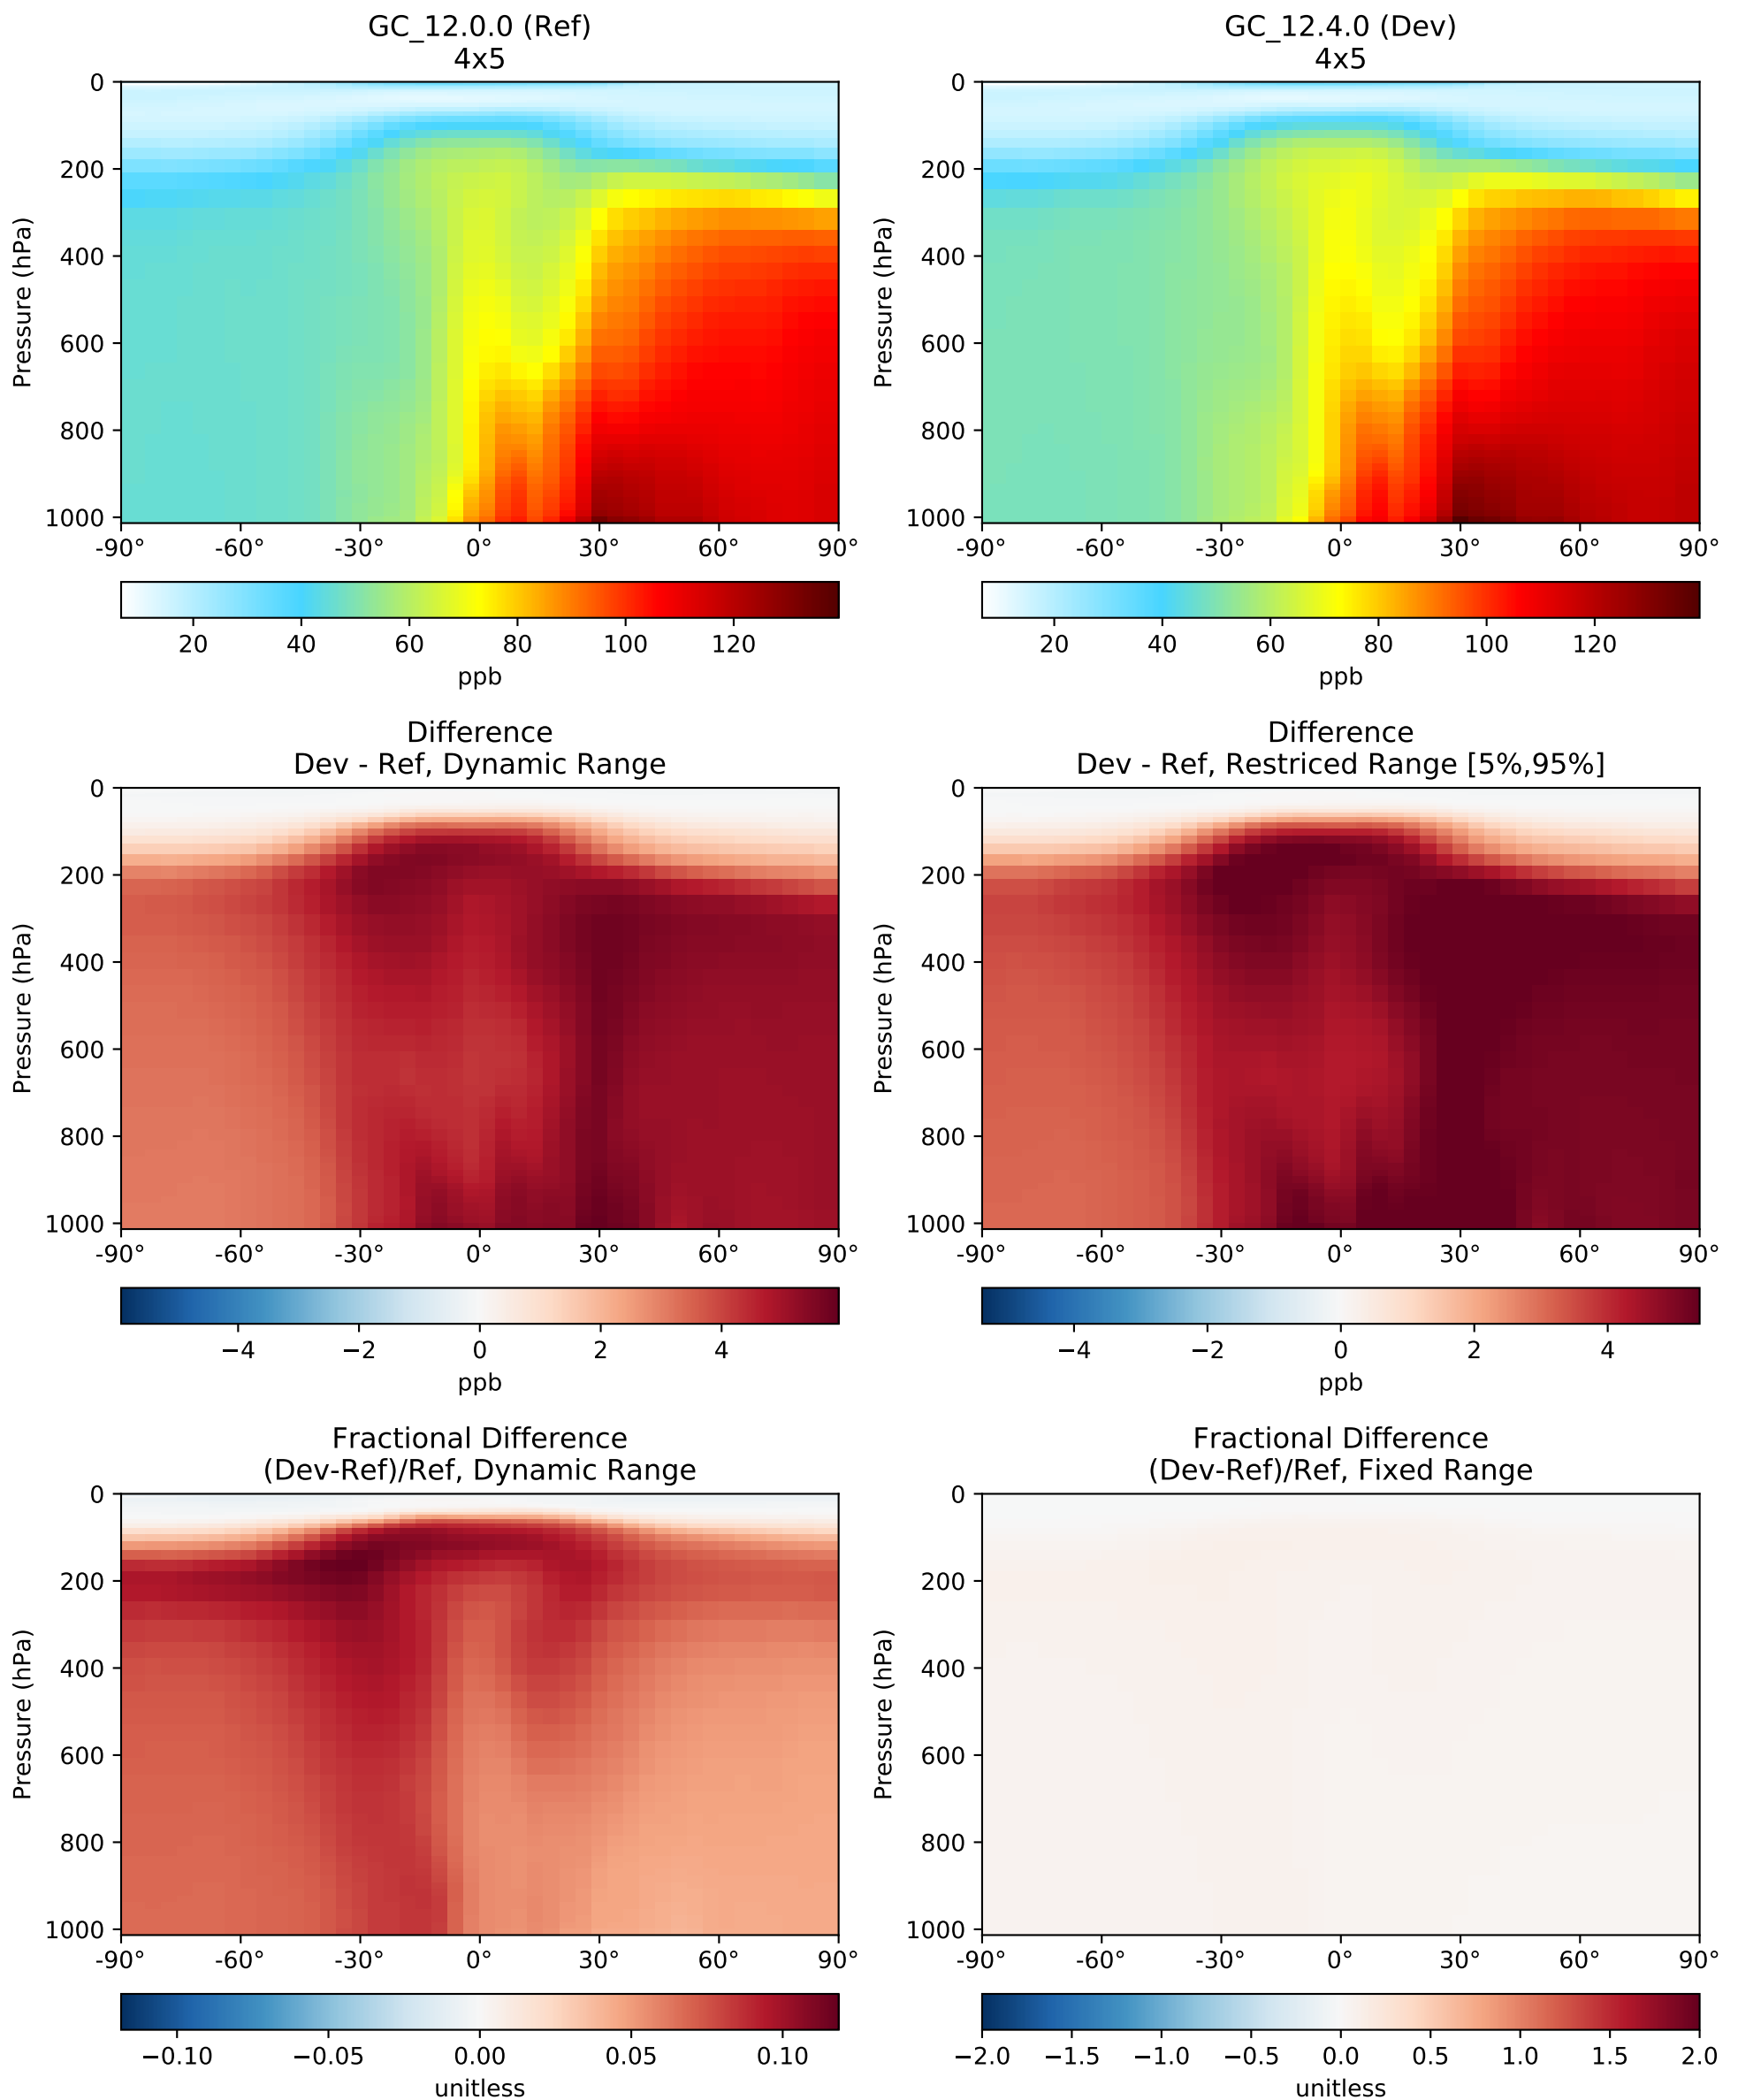 GC_12.0.0 (Ref)
4x5
GC_12.4.0 (Dev)
4x5
Pressure (hPa)
0
200
400
600
800
1000
-90° -60° -30° 0° 30° 60° 90°
20 40 60 80 100 120
ppb
Pressure (hPa)
0
200
400
600
800
1000
-90° -60° -30° 0° 30° 60° 90°
20 40 60 80 100 120
ppb
Difference
Dev - Ref, Dynamic Range
Difference
Dev - Ref, Restriced Range [5%,95%]
Pressure (hPa)
0
200
400
600
800
1000
-90° -60° -30° 0° 30° 60° 90°
−4 −2 0 2 4
ppb
Pressure (hPa)
0
200
400
600
800
1000
-90° -60° -30° 0° 30° 60° 90°
−4 −2 0 2 4
ppb
Fractional Difference
(Dev-Ref)/Ref, Dynamic Range
Fractional Difference
(Dev-Ref)/Ref, Fixed Range
Pressure (hPa)
0
200
400
600
800
1000
-90° -60° -30° 0° 30° 60° 90°
−0.10 −0.05 0.00 0.05 0.10
unitless
Pressure (hPa)
0
200
400
600
800
1000
-90° -60° -30° 0° 30° 60° 90°
−2.0 −1.5 −1.0 −0.5 0.0 0.5 1.0 1.5 2.0
unitless